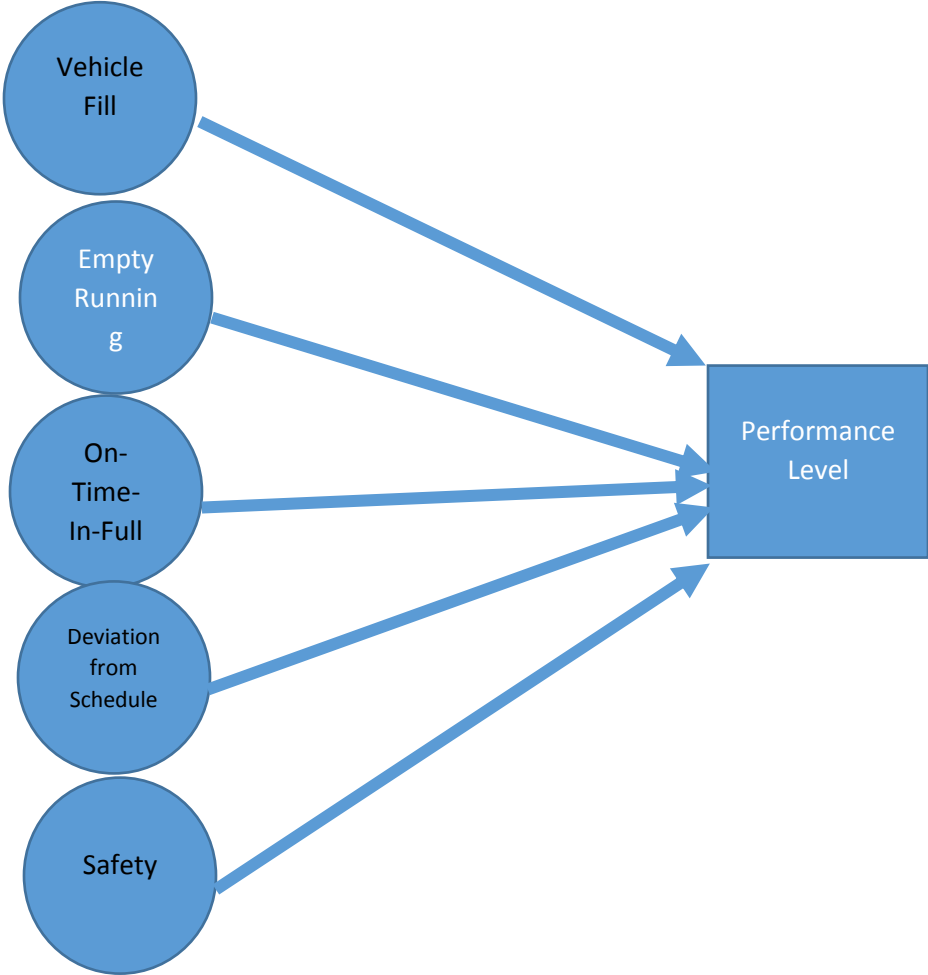 Vehicle
Fill
Empty
Runnin
g
On-
Time-
In-Full
Deviation
from
Schedule
Safety
Performance
Level